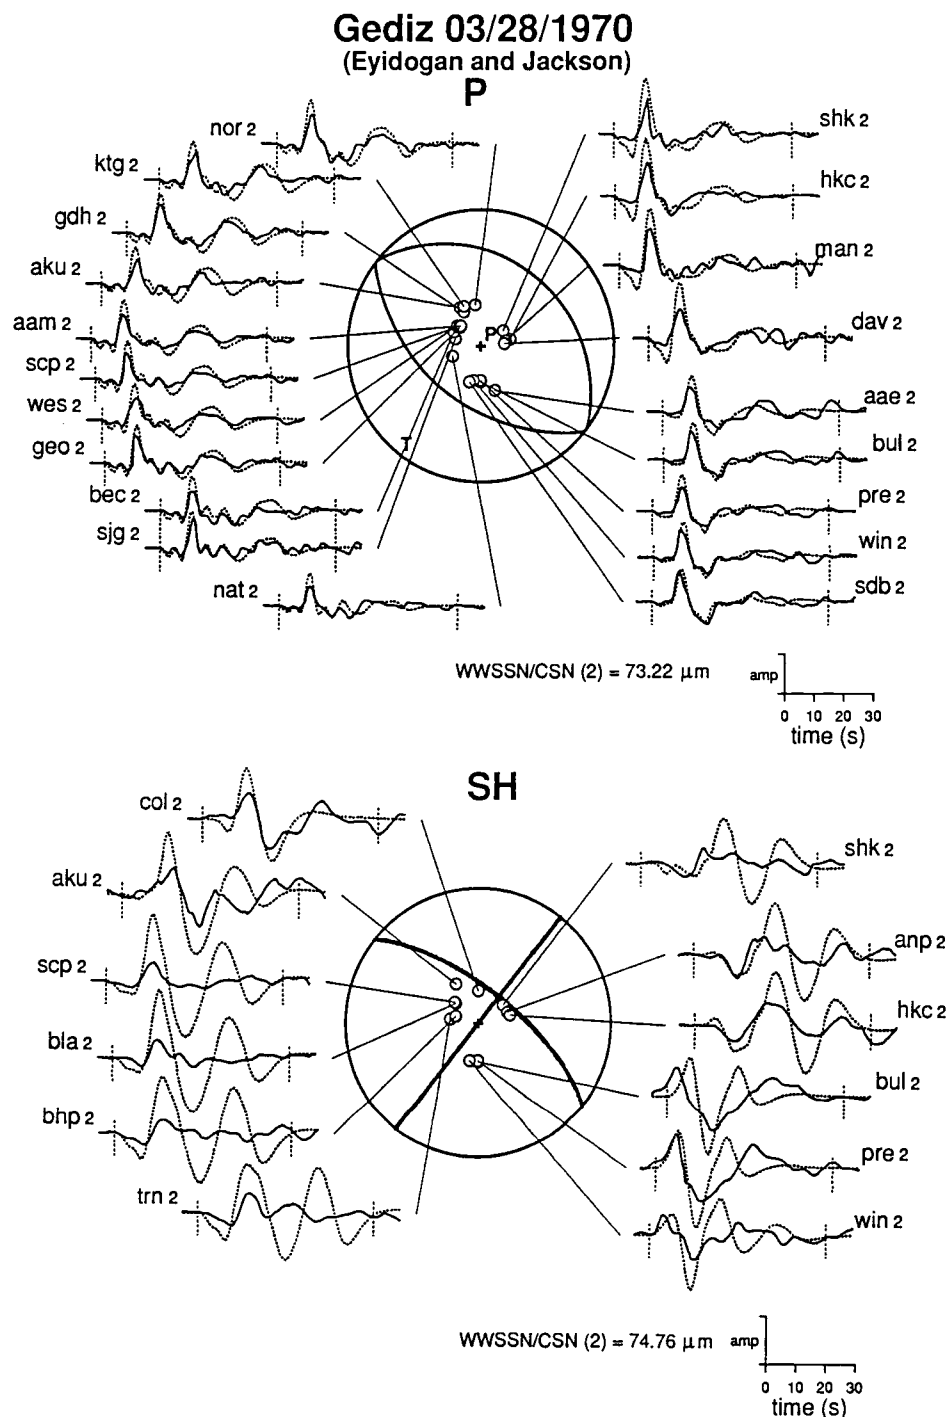 Gediz 03/28/1970
(Eyidogan and Jackson)
P
nor 2
ktg 2
gdh 2
aku 2
aam 2
scp 2
wes 2
geo 2
bec 2
sjg 2
nat 2
shk 2
hkc 2
man 2
dav 2
aae 2
bul 2
pre 2
win 2
sdb 2
P
T
WWSSN/CSN (2) = 73.22 μm
amp
0 10 20 30
time (s)
SH
col 2
aku 2
scp 2
bla 2
bhp 2
trn 2
shk 2
anp 2
hkc 2
bul 2
pre 2
win 2
WWSSN/CSN (2) = 74.76 μm
amp
0 10 20 30
time (s)